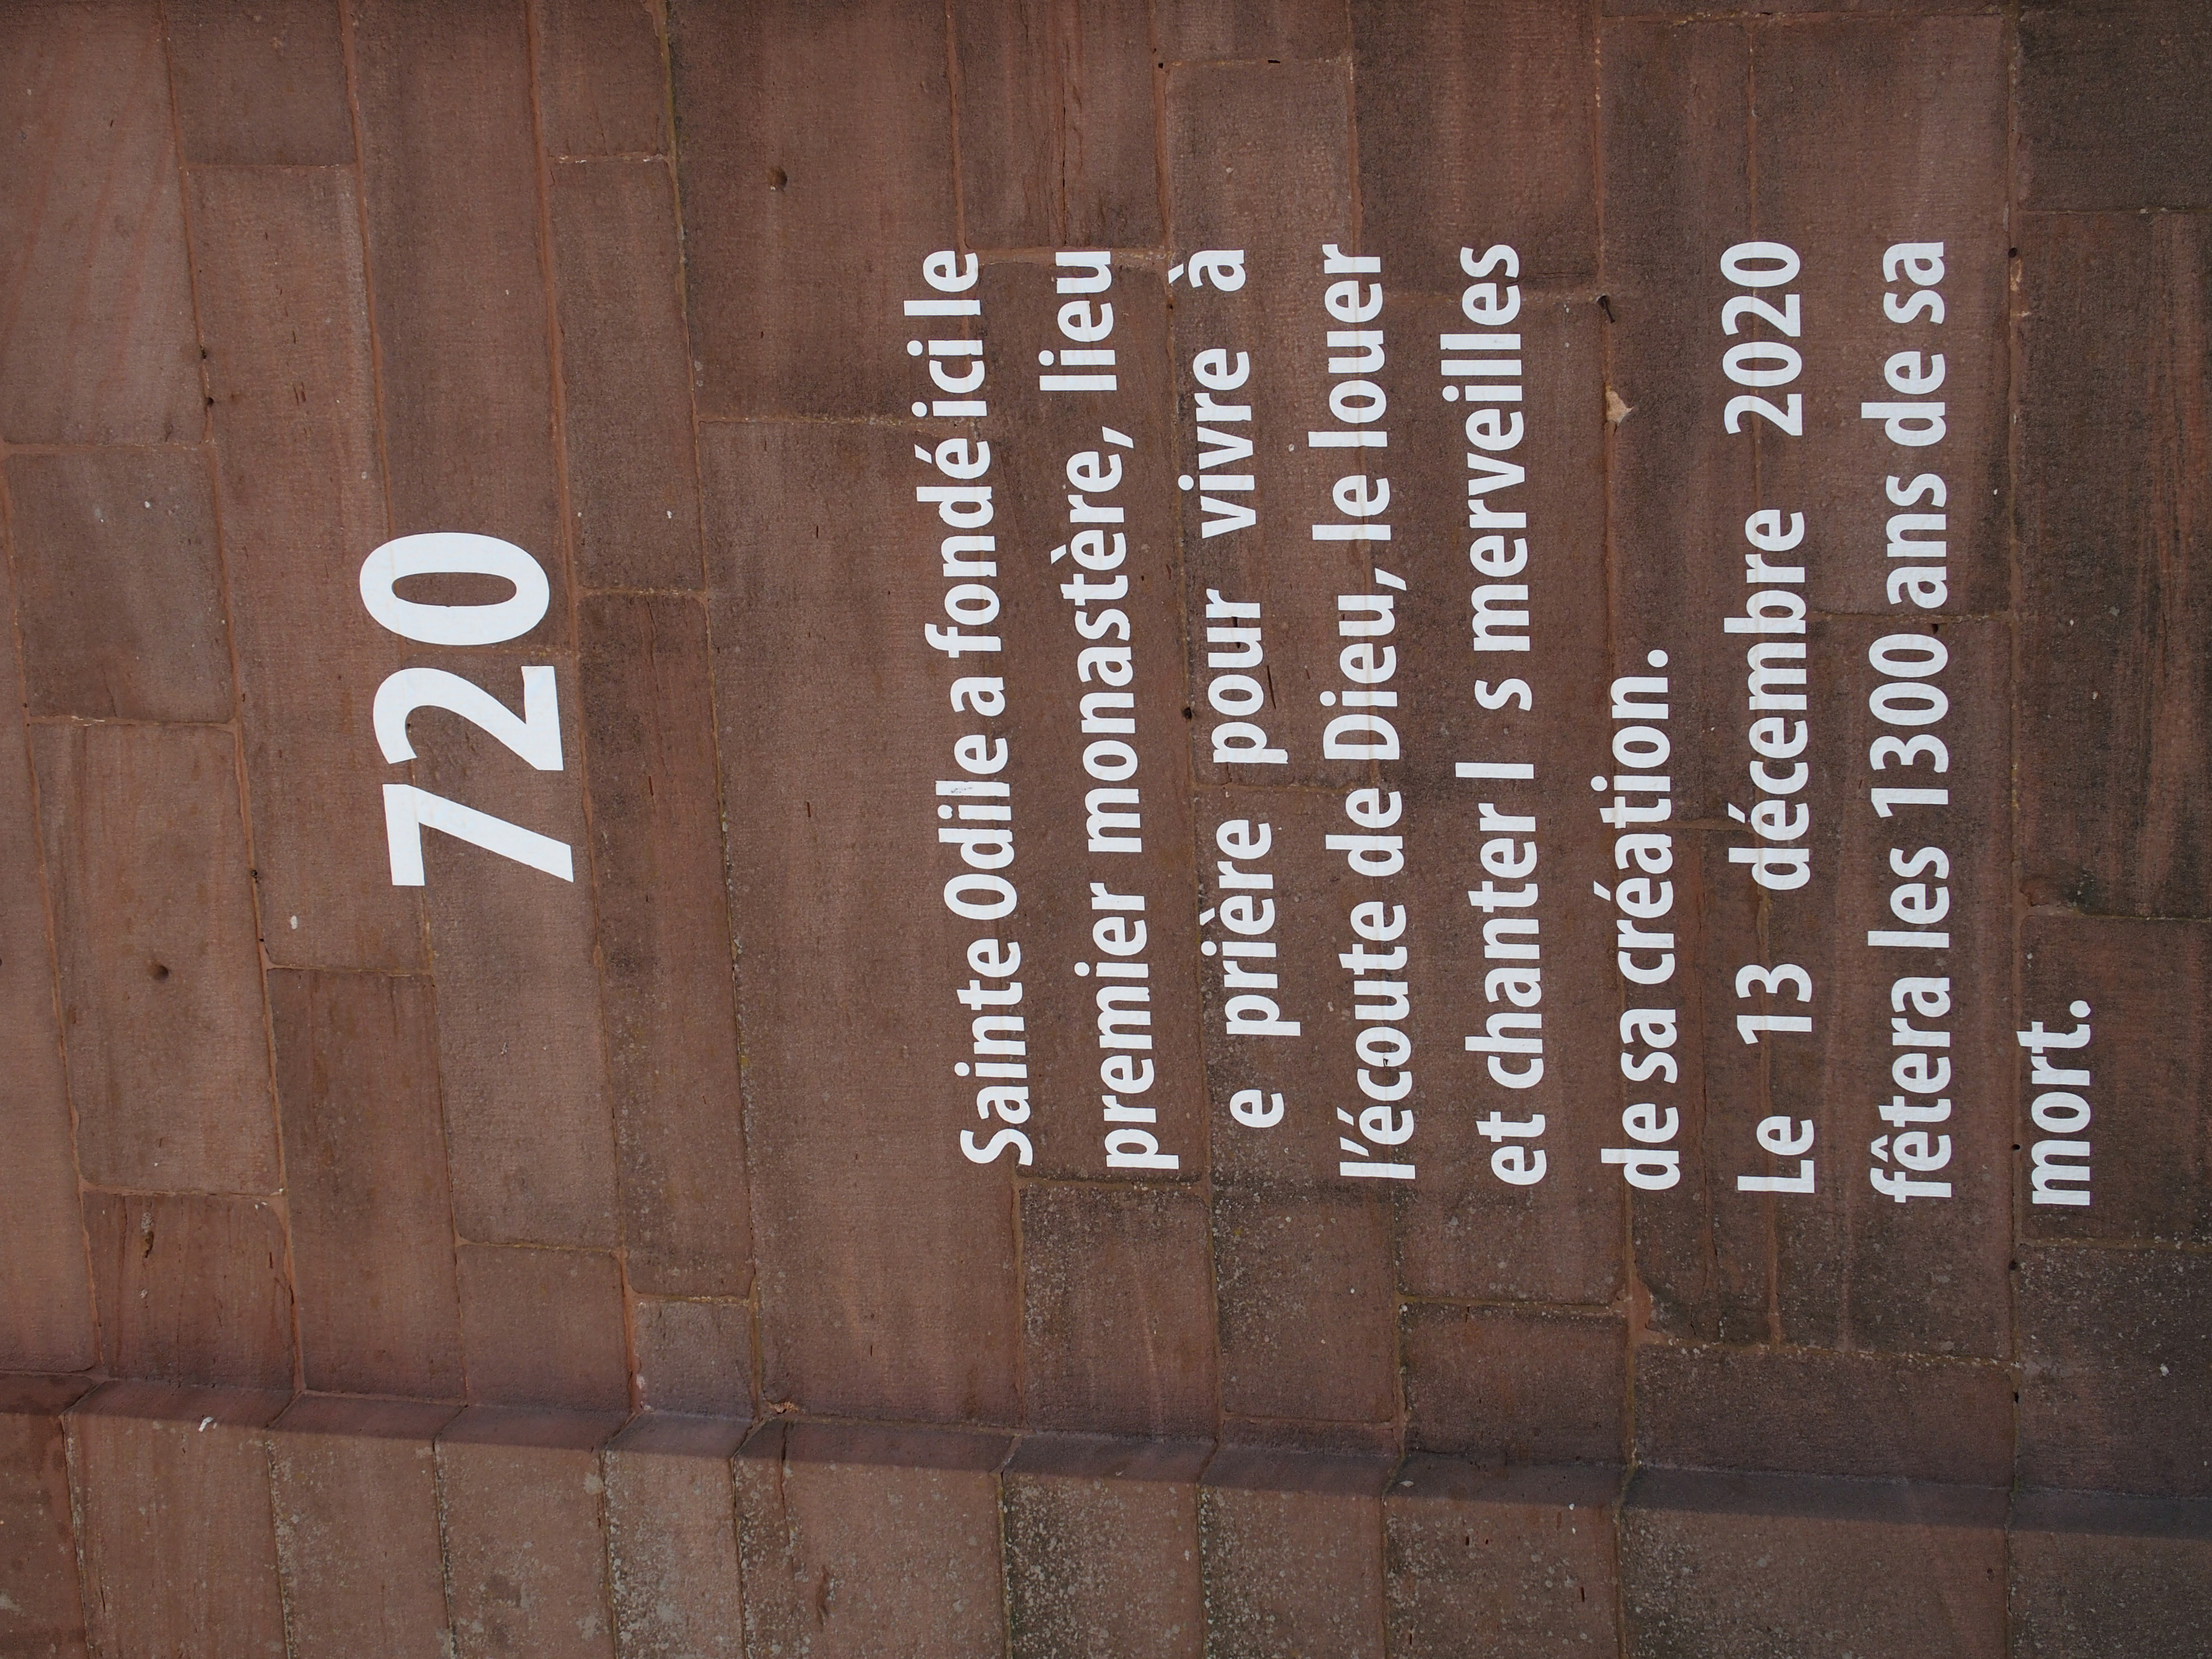 720
Sainte Odile a fondé ici le
premier monastère, lieu
e prière pour vivre à
l'écoute de Dieu, le louer
et chanter l s merveilles
de sa création.
Le 13 décembre 2020
fêtera les 1300 ans de sa
mort.